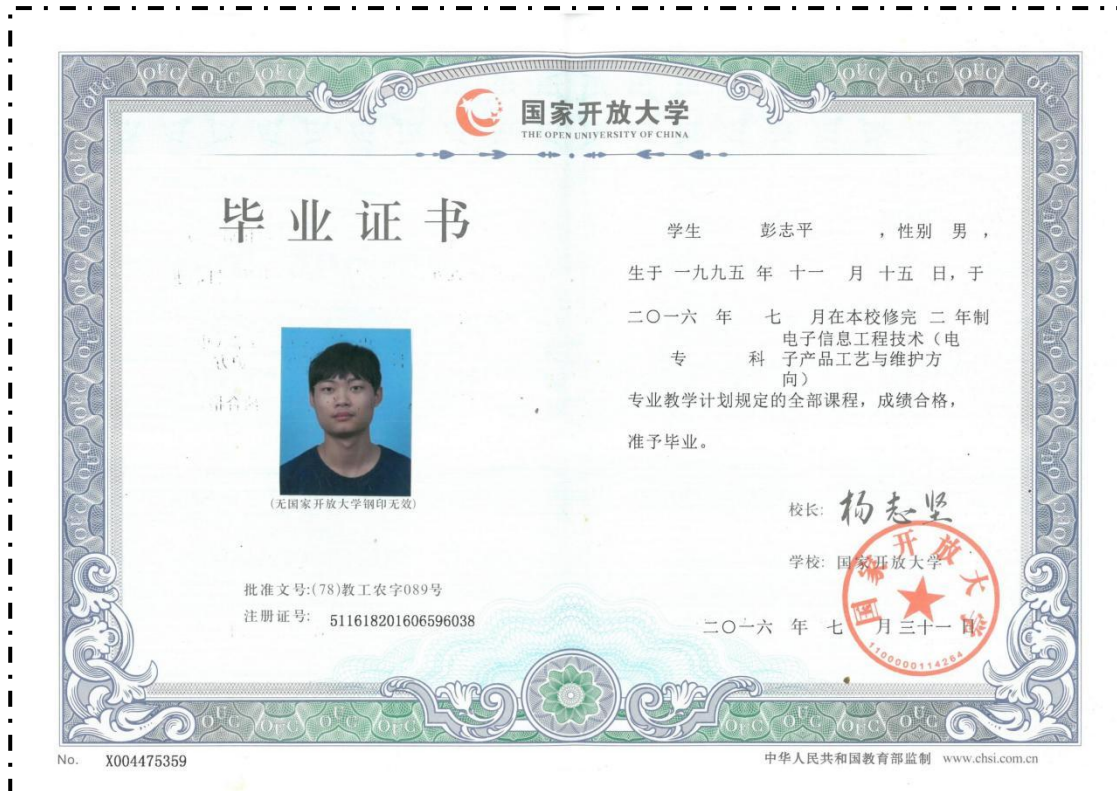 国家开放大学
THE OPEN UNIVERSITY OF CHINA
毕业证书
(无国家开放大学钢印无效)
批准文号:(78)教工农字089号
注册证号: 511618201606596038
学生 彭志平 ，性别 男 ，
生于 一九九五 年 十一 月 十五 日，于
二〇一六 年 七 月在本校修完 二 年制
电子信息工程技术（电
专 科 子产品工艺与维护方
向）
专业教学计划规定的全部课程，成绩合格，
准予毕业。
校长: 杨志坚
学校: 国家开放大学
二〇一六 年 七 月 三十一 日
国家开放大学
1100000114264
No. X004475359
中华人民共和国教育部监制 www.chsi.com.cn
OUC